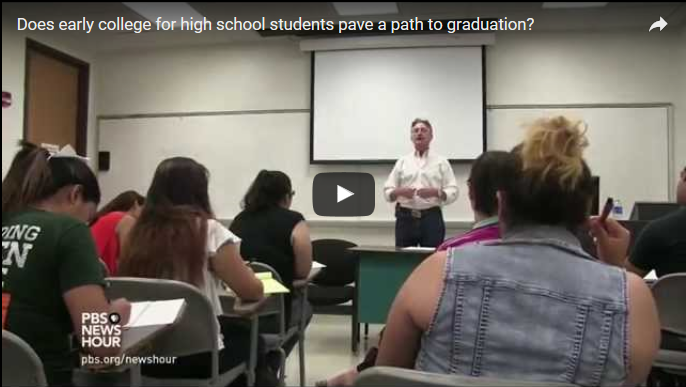 Does early college for high school students pave a path to graduation?
PBS
NEWS
HOUR
pbs.org/newshour